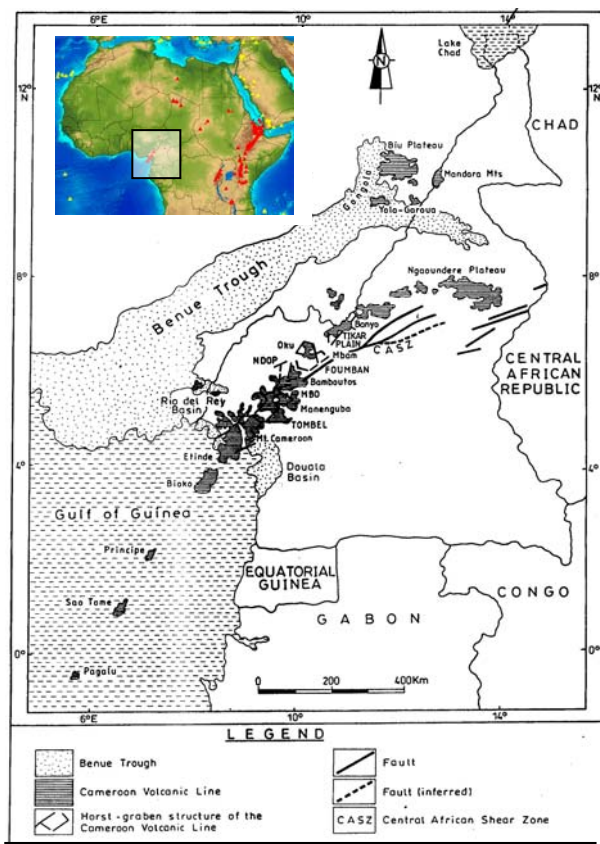 6°E
10°
14°
12°
N
Lake
Chad
N
12°
N
CHAD
Biu Plateau
Mandara Mts
Gongola
Yola-Garoua
8°
8°
Ngaoundere Plateau
Benue Trough
Banyo
TIKAR
PLAIN
Oku
Mbam
CASZ
NDOP
FOUMBAN
Bamboutos
CENTRAL
AFRICAN
REPUBLIC
MBO
Manenguba
Rio del Rey
Basin
TOMBEL
Mt.Cameroon
Etinde
4°
Douala
Basin
4°
Bioko
Gulf of Guinea
Principe
EQUATORIAL
GUINEA
CONGO
Sao Tome
GABON
0°
0°
Pagalu
0 200 400Km
6°E
10°
14°
LEGEND
Benue Trough
Fault
Cameroon Volcanic Line
Fault (inferred)
Horst-graben structure of the
Cameroon Volcanic Line
CASZ
Central African Shear Zone